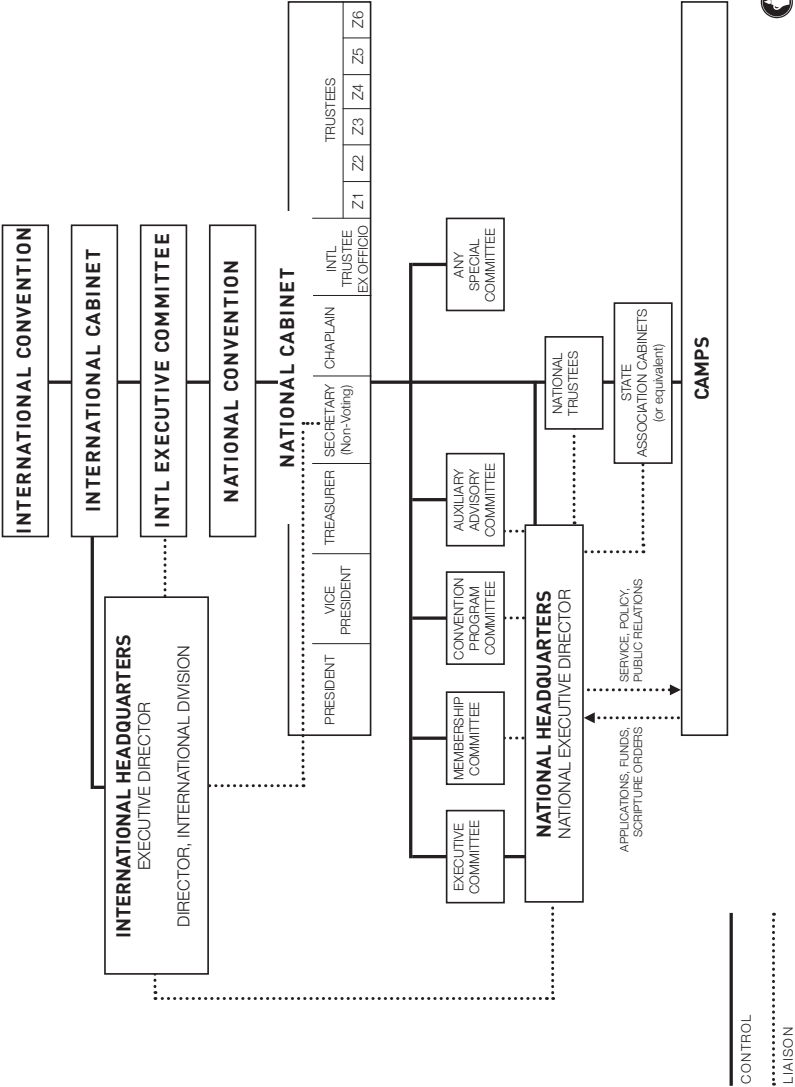 INTERNATIONAL CONVENTION
INTERNATIONAL CABINET
INTERNATIONAL HEADQUARTERS
EXECUTIVE DIRECTOR
DIRECTOR, INTERNATIONAL DIVISION
INTL EXECUTIVE COMMITTEE
NATIONAL CONVENTION
NATIONAL CABINET
PRESIDENT
VICE
PRESIDENT
TREASURER
SECRETARY
(Non-Voting)
CHAPLAIN
INTL
TRUSTEE
EX OFFICIO
TRUSTEES
Z1
Z2
Z3
Z4
Z5
Z6
EXECUTIVE
COMMITTEE
MEMBERSHIP
COMMITTEE
CONVENTION
PROGRAM
COMMITTEE
AUXILIARY
ADVISORY
COMMITTEE
ANY
SPECIAL
COMMITTEE
NATIONAL HEADQUARTERS
NATIONAL EXECUTIVE DIRECTOR
NATIONAL
TRUSTEES
STATE
ASSOCIATION CABINETS
(or equivalent)
APPLICATIONS, FUNDS,
SCRIPTURE ORDERS
SERVICE, POLICY,
PUBLIC RELATIONS
CAMPS
CONTROL
LIAISON